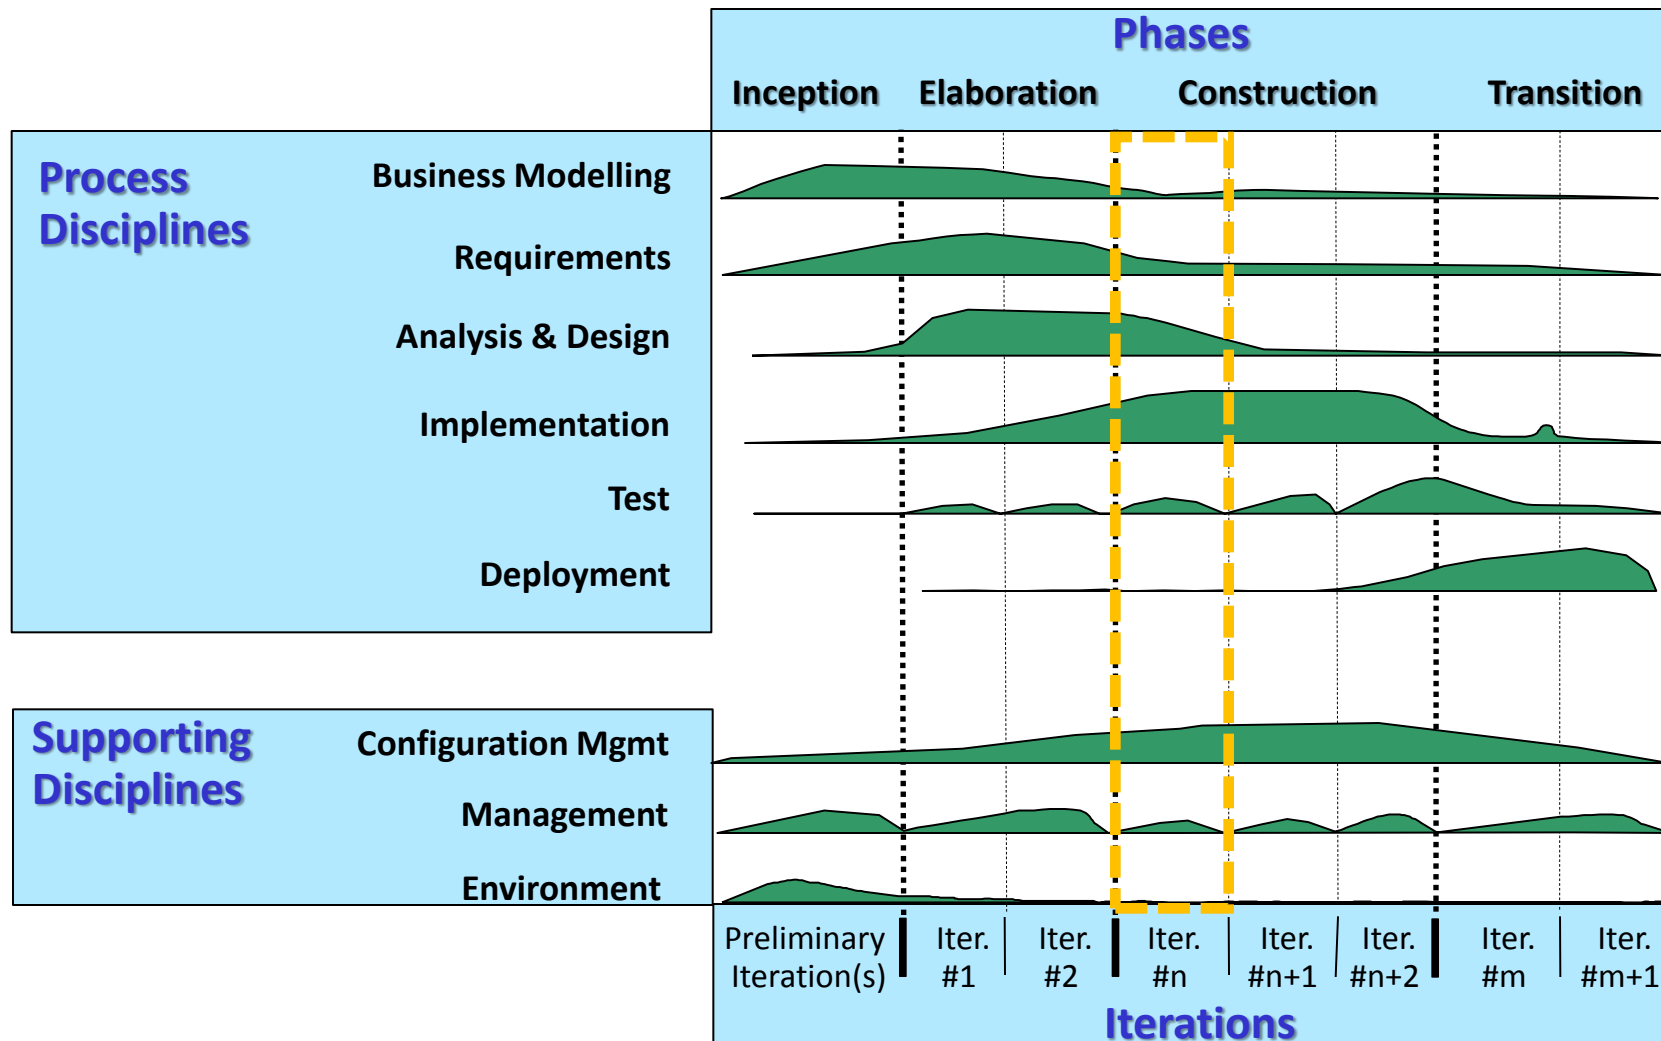 Phases
Inception Elaboration Construction Transition
Process
Disciplines
Business Modelling
Requirements
Analysis & Design
Implementation
Test
Deployment
Supporting
Disciplines
Configuration Mgmt
Management
Environment
Preliminary Iter. Iter. Iter. Iter. Iter. Iter. Iter.
Iteration(s) #1 #2 #n #n+1 #n+2 #m #m+1
Iterations